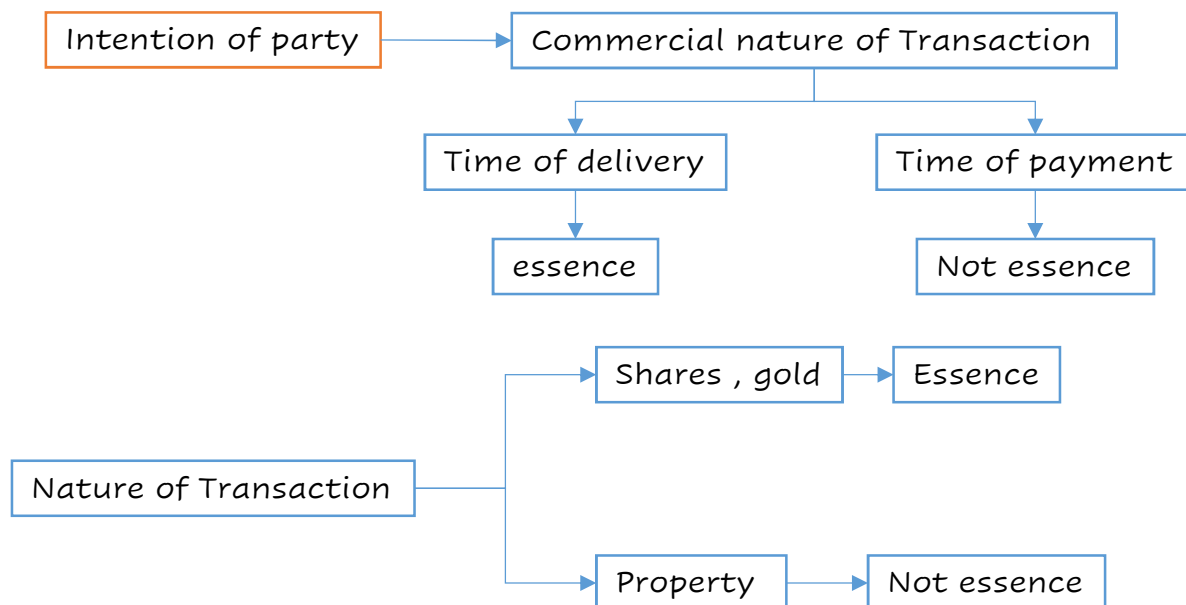 Intention of party
Commercial nature of Transaction
Time of delivery
Time of payment
essence
Not essence
Shares , gold
Essence
Nature of Transaction
Property
Not essence